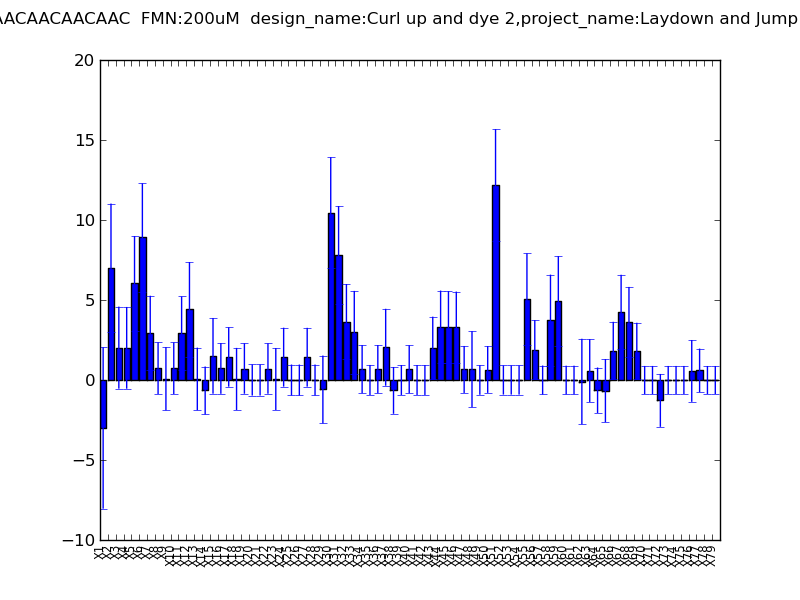 ACAACAACAAC FMN:200uM design_name:Curl up and dye 2,project_name:Laydown and Jump
20
15
10
5
0
−5
−10
X1
X2
X3
X4
X5
X6
X7
X8
X9
X10
X11
X12
X13
X14
X15
X16
X17
X18
X19
X20
X21
X22
X23
X24
X25
X26
X27
X28
X29
X30
X31
X32
X33
X34
X35
X36
X37
X38
X39
X40
X41
X42
X43
X44
X45
X46
X47
X48
X49
X50
X51
X52
X53
X54
X55
X56
X57
X58
X59
X60
X61
X62
X63
X64
X65
X66
X67
X68
X69
X70
X71
X72
X73
X74
X75
X76
X77
X78
X79